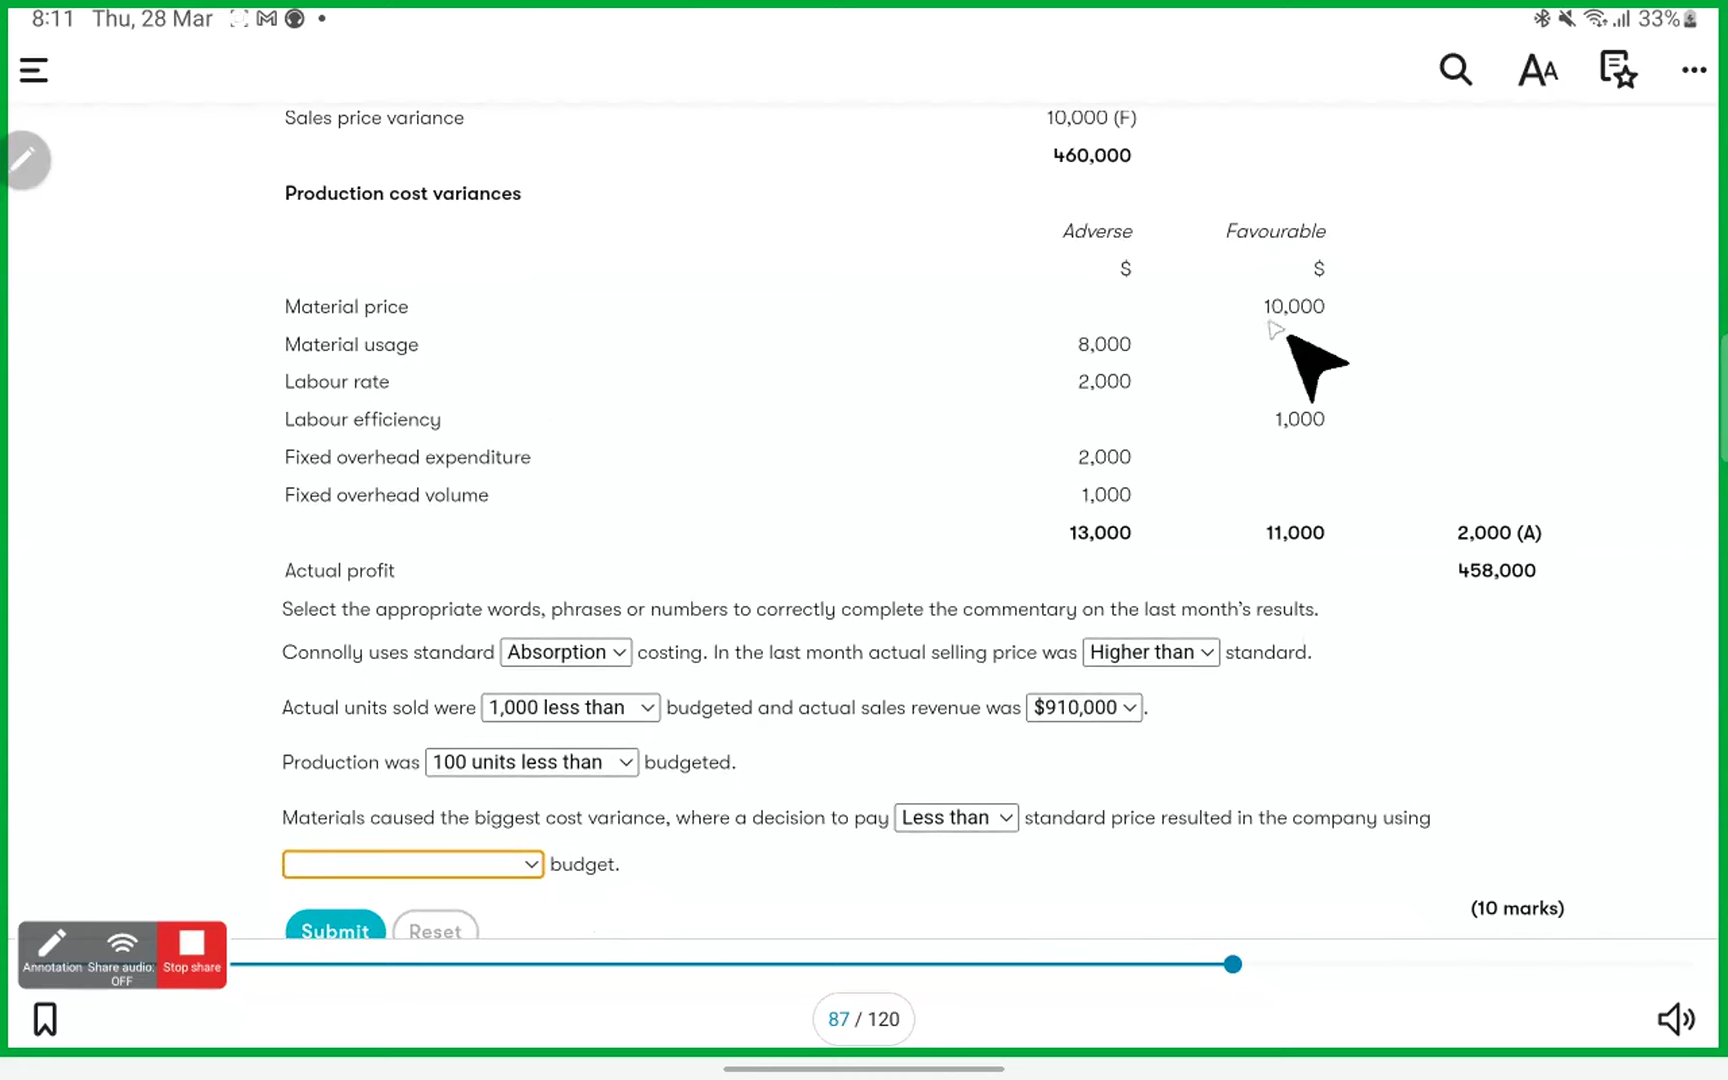 8:11 Thu, 28 Mar 33%
AA
Sales price variance 10,000 (F)
460,000
Production cost variances
Adverse Favourable
$ $
Material price 10,000
Material usage 8,000
Labour rate 2,000
Labour efficiency 1,000
Fixed overhead expenditure 2,000
Fixed overhead volume 1,000
13,000 11,000 2,000 (A)
Actual profit 458,000
Select the appropriate words, phrases or numbers to correctly complete the commentary on the last month's results.
Connolly uses standard Absorption costing. In the last month actual selling price was Higher than standard.
Actual units sold were 1,000 less than budgeted and actual sales revenue was $910,000.
Production was 100 units less than budgeted.
Materials caused the biggest cost variance, where a decision to pay Less than standard price resulted in the company using
budget.
(10 marks)
Submit Reset
Annotation Share audio: OFF Stop share
87 / 120